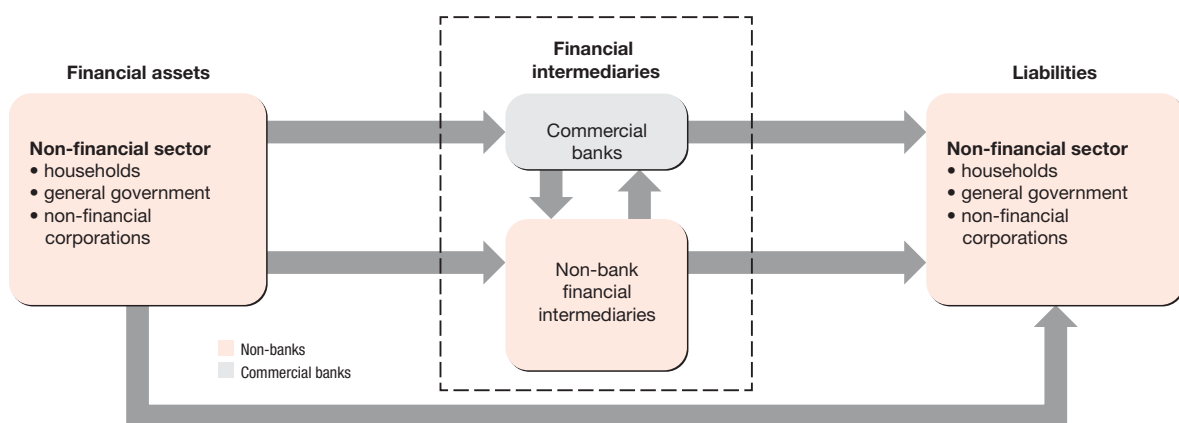 Financial assets
Non-financial sector
• households
• general government
• non-financial
corporations
Financial
intermediaries
Commercial
banks
Non-bank
financial
intermediaries
Liabilities
Non-financial sector
• households
• general government
• non-financial
corporations
Non-banks
Commercial banks